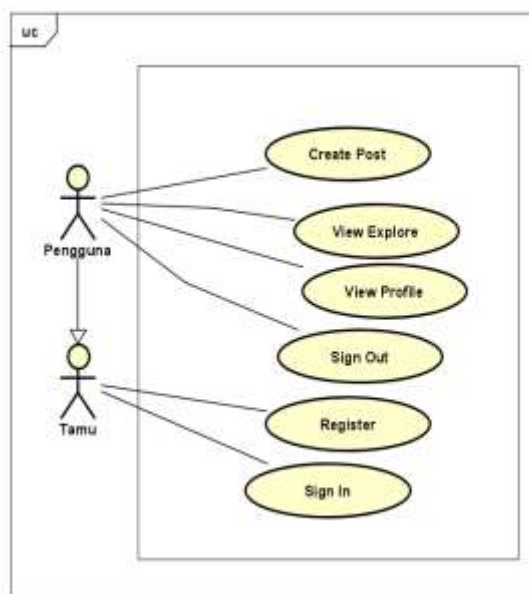 uc
Create Post
View Explore
Pengguna
View Profile
Sign Out
Tamu
Register
Sign In